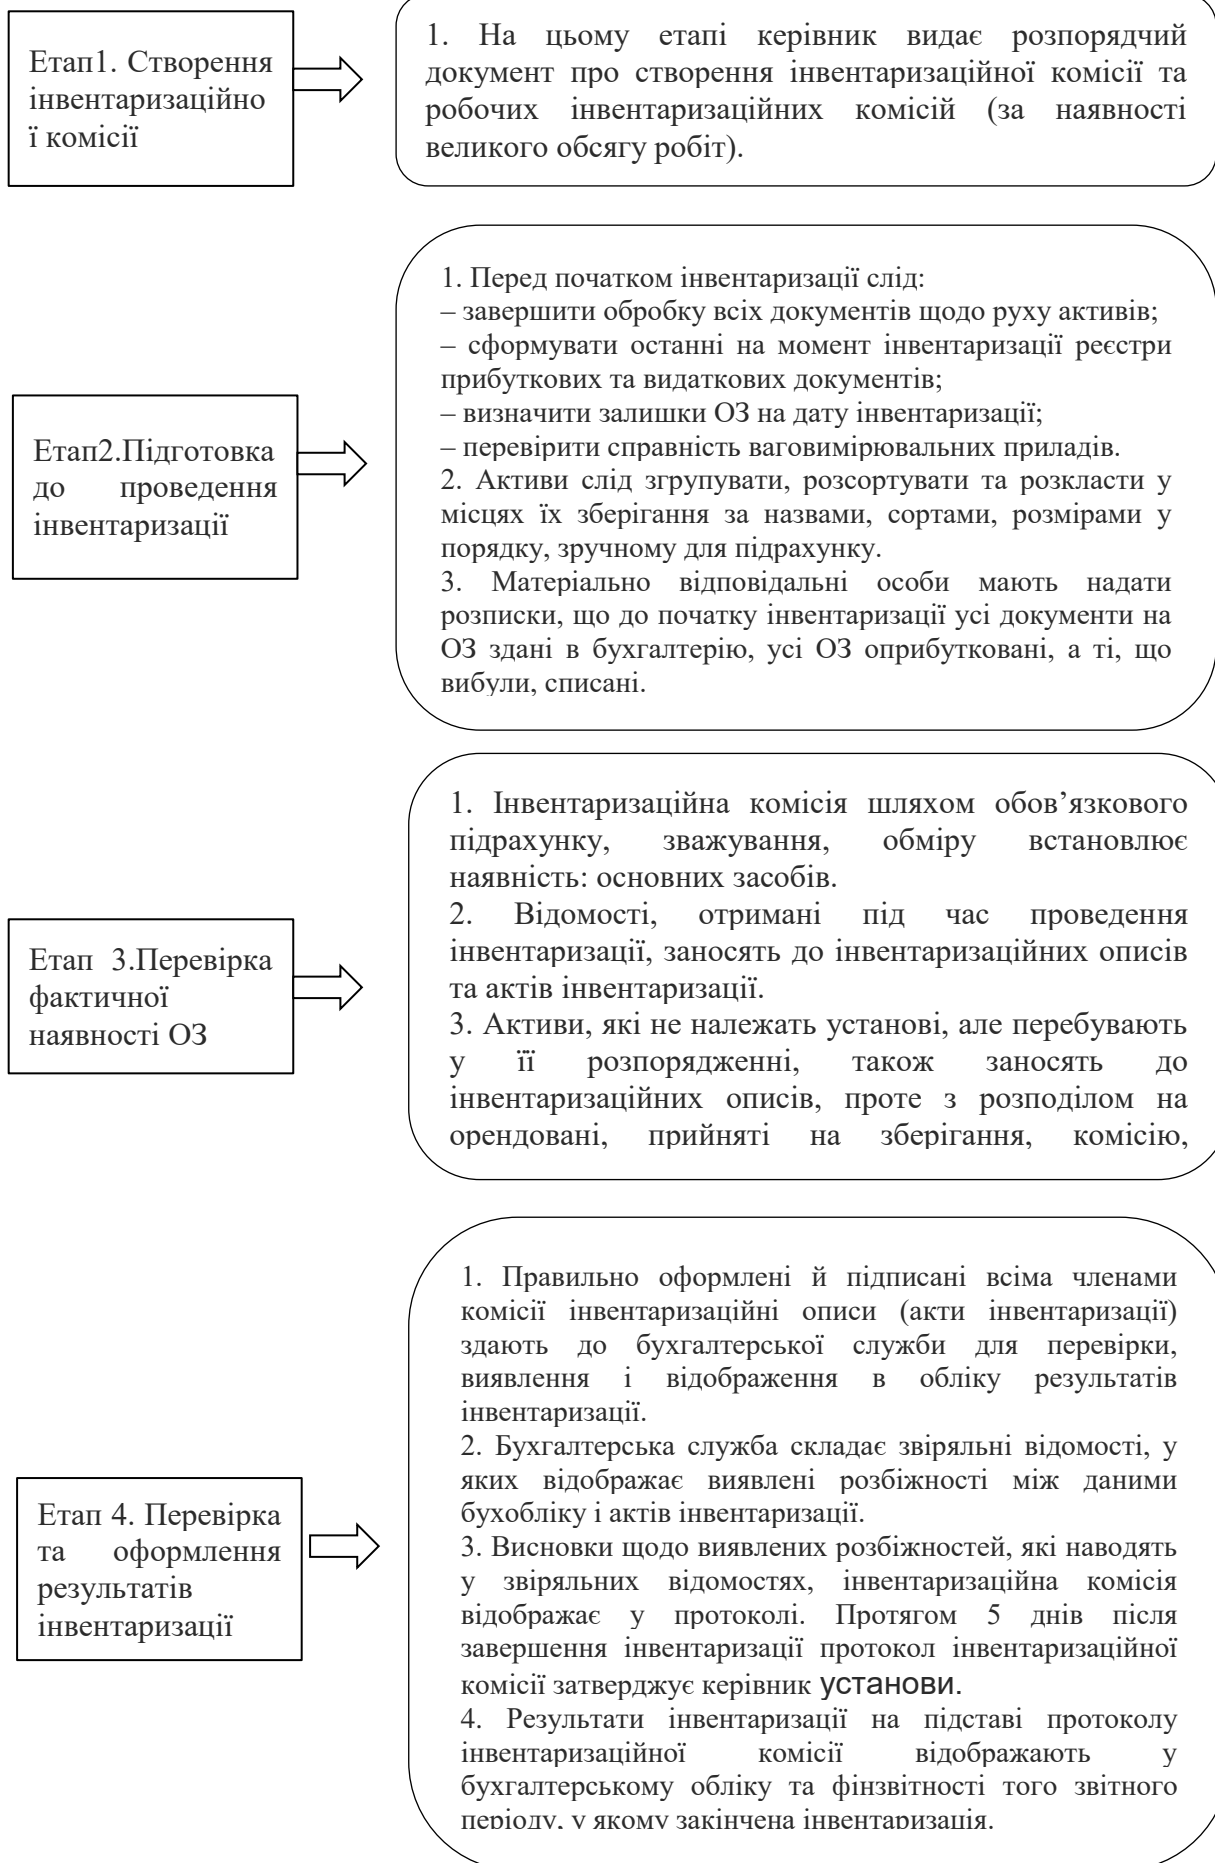 Етап1. Створення
інвентаризаційно
ї комісії
1. На цьому етапі керівник видає розпорядчий
документ про створення інвентаризаційної комісії та
робочих інвентаризаційних комісій (за наявності
великого обсягу робіт).
Етап2.Підготовка
до проведення
інвентаризації
1. Перед початком інвентаризації слід:
– завершити обробку всіх документів щодо руху активів;
– сформувати останні на момент інвентаризації реєстри
прибуткових та видаткових документів;
– визначити залишки ОЗ на дату інвентаризації;
– перевірити справність ваговимірювальних приладів.
2. Активи слід згрупувати, розсортувати та розкласти у
місцях їх зберігання за назвами, сортами, розмірами у
порядку, зручному для підрахунку.
3. Матеріально відповідальні особи мають надати
розписки, що до початку інвентаризації усі документи на
ОЗ здані в бухгалтерію, усі ОЗ оприбутковані, а ті, що
вибули, списані.
Етап 3.Перевірка
фактичної
наявності ОЗ
1. Інвентаризаційна комісія шляхом обов’язкового
підрахунку, зважування, обміру встановлює
наявність: основних засобів.
2. Відомості, отримані під час проведення
інвентаризації, заносять до інвентаризаційних описів
та актів інвентаризації.
3. Активи, які не належать установі, але перебувають
у її розпорядженні, також заносять до
інвентаризаційних описів, проте з розподілом на
орендовані, прийняті на зберігання, комісію,
Етап 4. Перевірка
та оформлення
результатів
інвентаризації
1. Правильно оформлені й підписані всіма членами
комісії інвентаризаційні описи (акти інвентаризації)
здають до бухгалтерської служби для перевірки,
виявлення і відображення в обліку результатів
інвентаризації.
2. Бухгалтерська служба складає звіряльні відомості, у
яких відображає виявлені розбіжності між даними
бухобліку і актів інвентаризації.
3. Висновки щодо виявлених розбіжностей, які наводять
у звіряльних відомостях, інвентаризаційна комісія
відображає у протоколі. Протягом 5 днів після
завершення інвентаризації протокол інвентаризаційної
комісії затверджує керівник установи.
4. Результати інвентаризації на підставі протоколу
інвентаризаційної комісії відображають у
бухгалтерському обліку та фінзвітності того звітного
періоду, у якому закінчена інвентаризація.